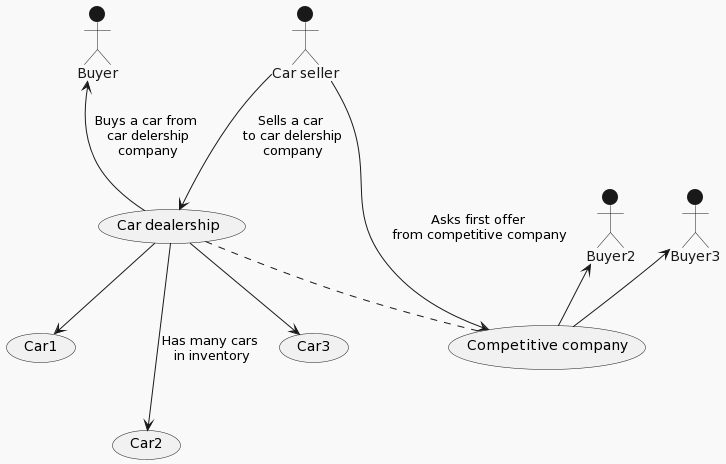 Buyer
Car seller
Buys a car from
car delership
company
Sells a car
to car delership
company
Car dealership
Asks first offer
from competitive company
Buyer2
Buyer3
Car1
Has many cars
in inventory
Car3
Competitive company
Car2